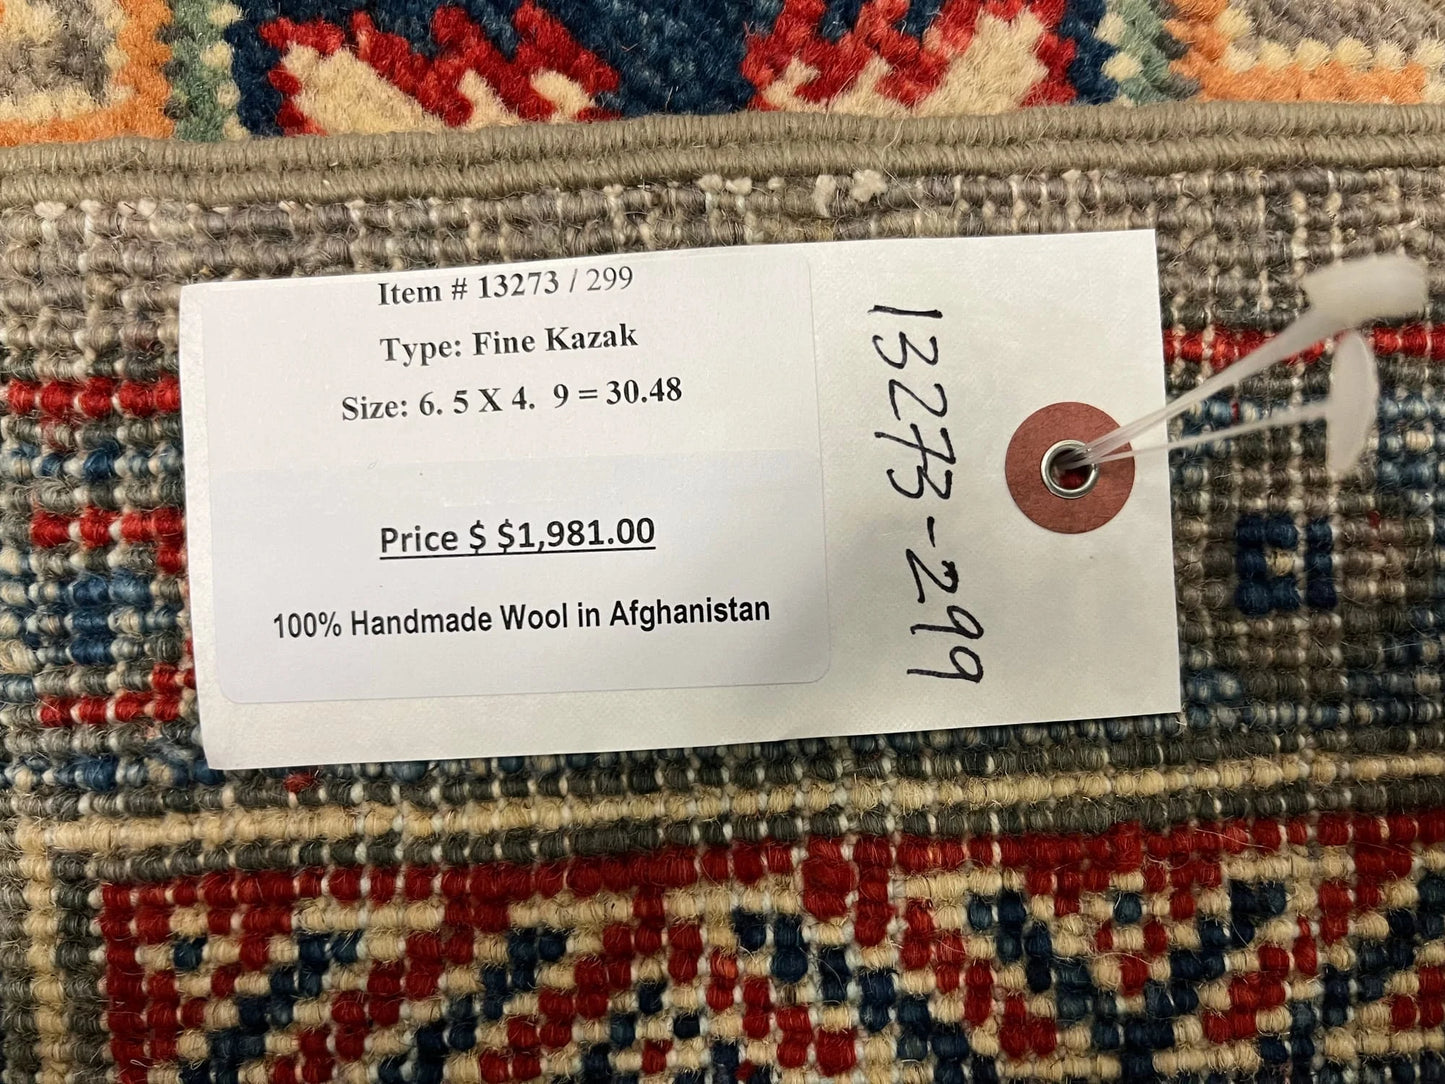 Item # 13273 / 299
Type: Fine Kazak
Size: 6. 5 X 4.  9 = 30.48
Price $ $1,981.00
100% Handmade Wool in Afghanistan
13273-299